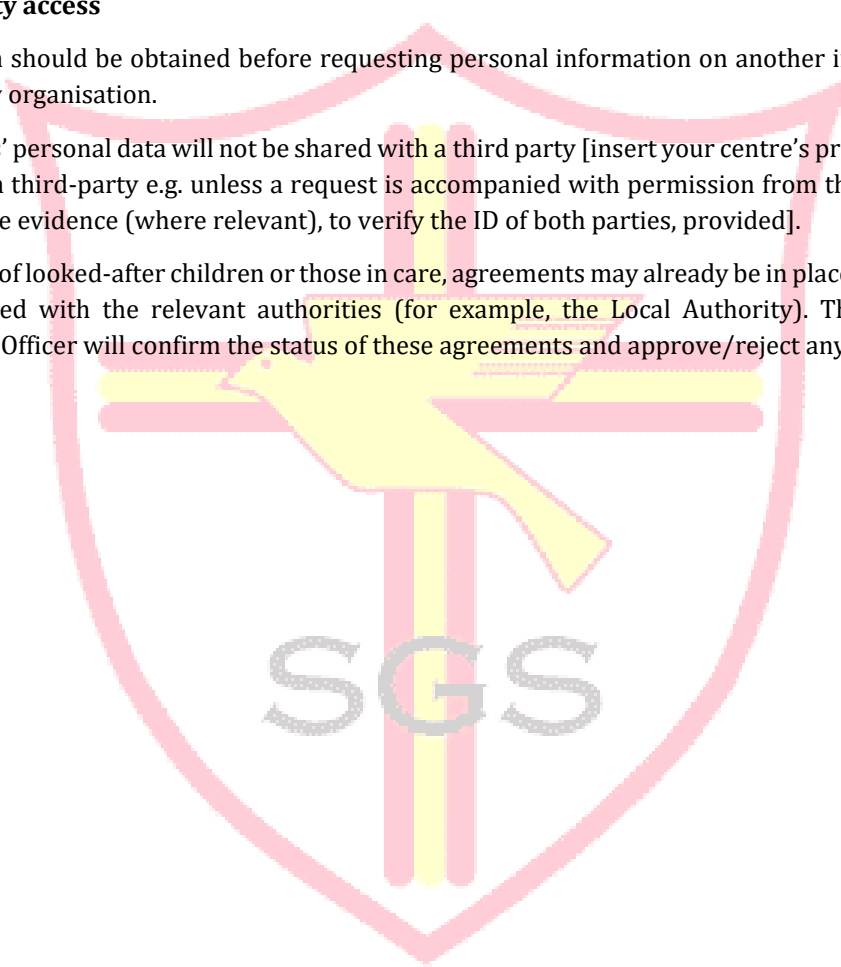 ty access
n should be obtained before requesting personal information on another i
y organisation.
s' personal data will not be shared with a third party [insert your centre's pr
n third-party e.g. unless a request is accompanied with permission from th
e evidence (where relevant), to verify the ID of both parties, provided].
of looked-after children or those in care, agreements may already be in place
ed with the relevant authorities (for example, the Local Authority). Th
Officer will confirm the status of these agreements and approve/reject any
SGS